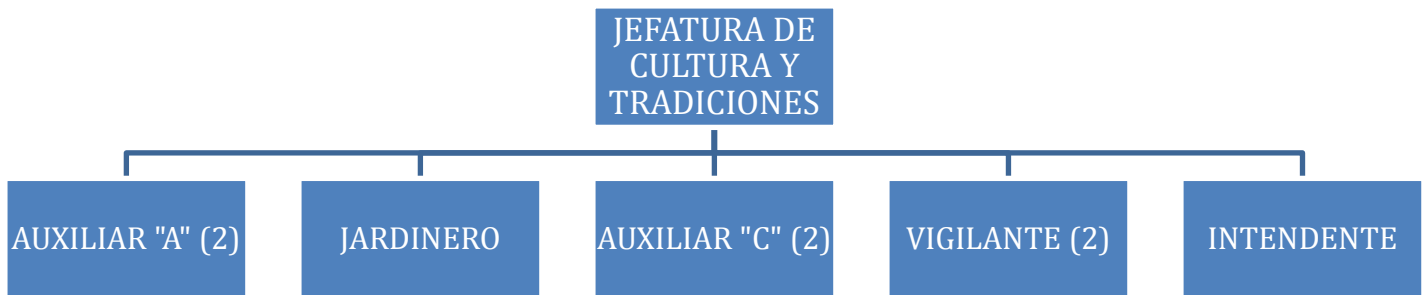 JEFATURA DE
CULTURA Y
TRADICIONES
AUXILIAR "A" (2)
JARDINERO
AUXILIAR "C" (2)
VIGILANTE (2)
INTENDENTE